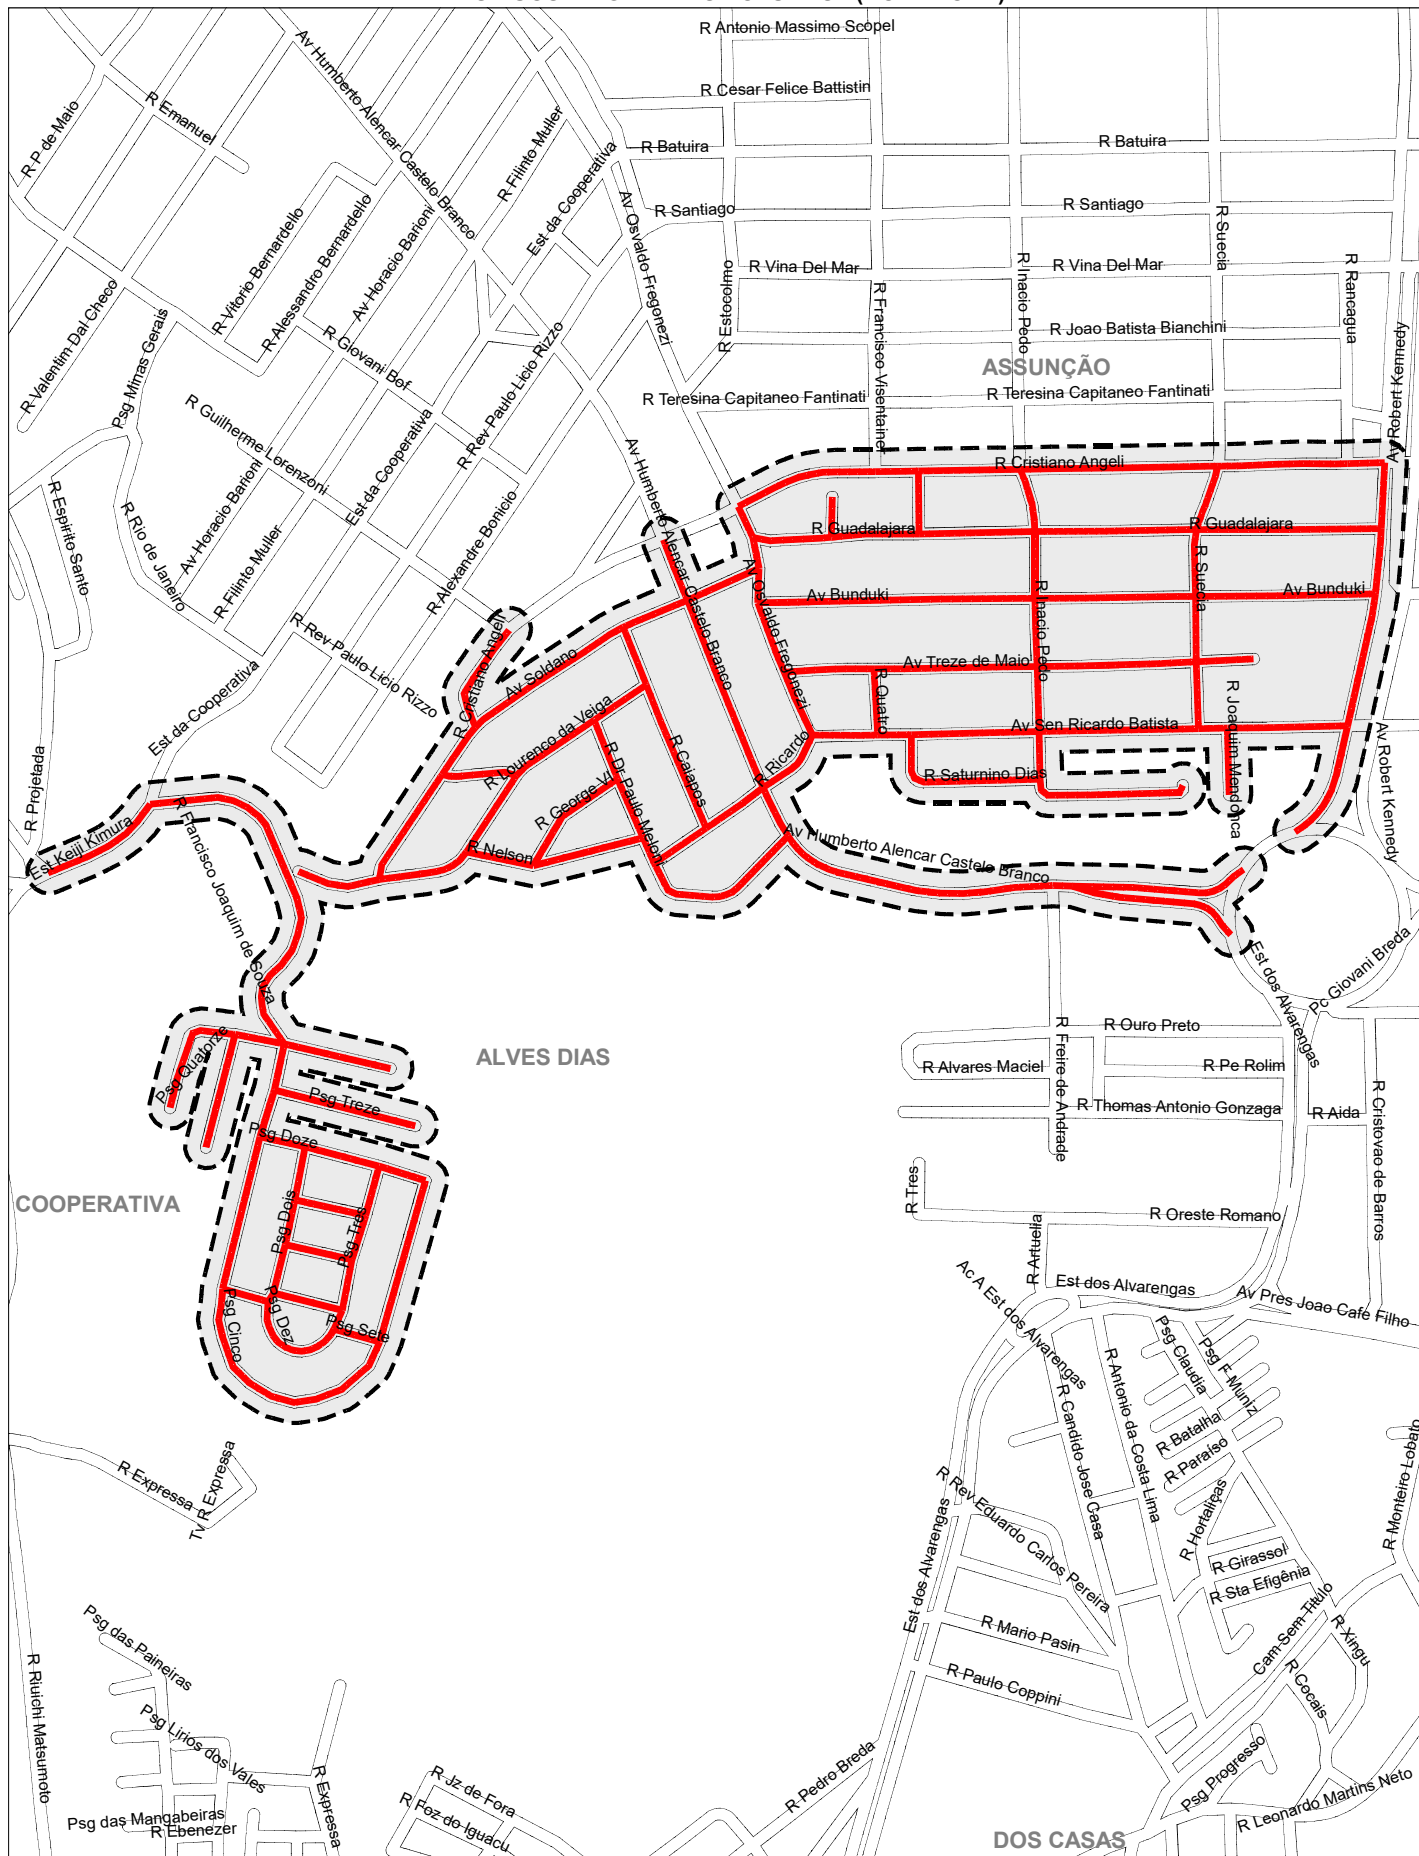 R Antonio Massimo Scopel
Av Humberto Alencar Castelo Branco
R Cesar Felice Battistin
R P de Maio
R Emanuel
R Filinto Muller
Est da Cooperativa
R Batuira
R Batuira
R Santiago
R Santiago
R Suecia
Av Osvaldo Fregonezi
R Vitorio Bernardello
R Alessandro Bernardello
Av Horacio Barioni
R Estocolmo
R Vina Del Mar
R Vina Del Mar
R Inacio Pedo
R Rancagua
R Francisco Visentainer
R Valentim Dal Checo
Psg Minas Gerais
R Giovani Bof
R Rev Paulo Licio Rizzo
R Joao Batista Bianchini
Av Robert Kennedy
ASSUNÇÃO
R Teresina Capitaneo Fantinati
R Teresina Capitaneo Fantinati
R Guilherme Lorenzoni
Est da Cooperativa
Av Humberto Alencar Castelo Branco
R Cristiano Angeli
R Espirito Santo
R Rio de Janeiro
Av Horacio Barioni
R Filinto Muller
R Alexandre Bonicio
R Guadalajara
R Guadalajara
Av Osvaldo Fregonezi
R Suecia
R Inacio Pedo
Av Bunduki
Av Bunduki
R Rev Paulo Licio Rizzo
R Cristiano Angeli
Av Soldano
Av Treze de Maio
R Quatro
R Joaquim Mendonca
Est da Cooperativa
R Lourenco da Veiga
R Caiapos
R Ricardo
Av Sen Ricardo Batista
Av Robert Kennedy
R Projetada
R George VI
R Dr Paulo Meloni
R Saturnino Dias
Est Keiji Kimura
R Francisco Joaquim de Souza
R Nelson
Av Humberto Alencar Castelo Branco
Est dos Alvarengas
Pc Giovani Breda
Psg Quatorze
ALVES DIAS
R Ouro Preto
R Freire de Andrade
R Alvares Maciel
R Pe Rolim
Psg Treze
R Thomas Antonio Gonzaga
R Aida
R Cristovao de Barros
Psg Doze
COOPERATIVA
Psg Dois
Psg Tres
R Tres
R Oreste Romano
R Amelia
Ac A Est dos Alvarengas
Est dos Alvarengas
Av Pres Joao Cafe Filho
Psg Cinco
Psg Dez
Psg Sete
Psg Claudia
Psg F Muniz
R Antonio da Costa Lima
R Candido Jose Casa
R Batalha
R Paraíso
R Monteiro Lobato
R Expressa
Tv R Expressa
R Rev Eduardo Carlos Pereira
R Hortaliças
Est dos Alvarengas
R Girassol
R Sta Efigênia
Cam Sem Titulo
R Xingu
Psg das Paineiras
R Mario Pasin
R Paulo Coppini
R Cocais
R Riuichi Matsumoto
Psg Lirios dos Vales
R Expressa
R Pedro Breda
Psg Progresso
R Jz de Fora
R Foz do Iguacu
Psg das Mangabeiras
R Ebenezer
R Leonardo Martins Neto
DOS CASAS